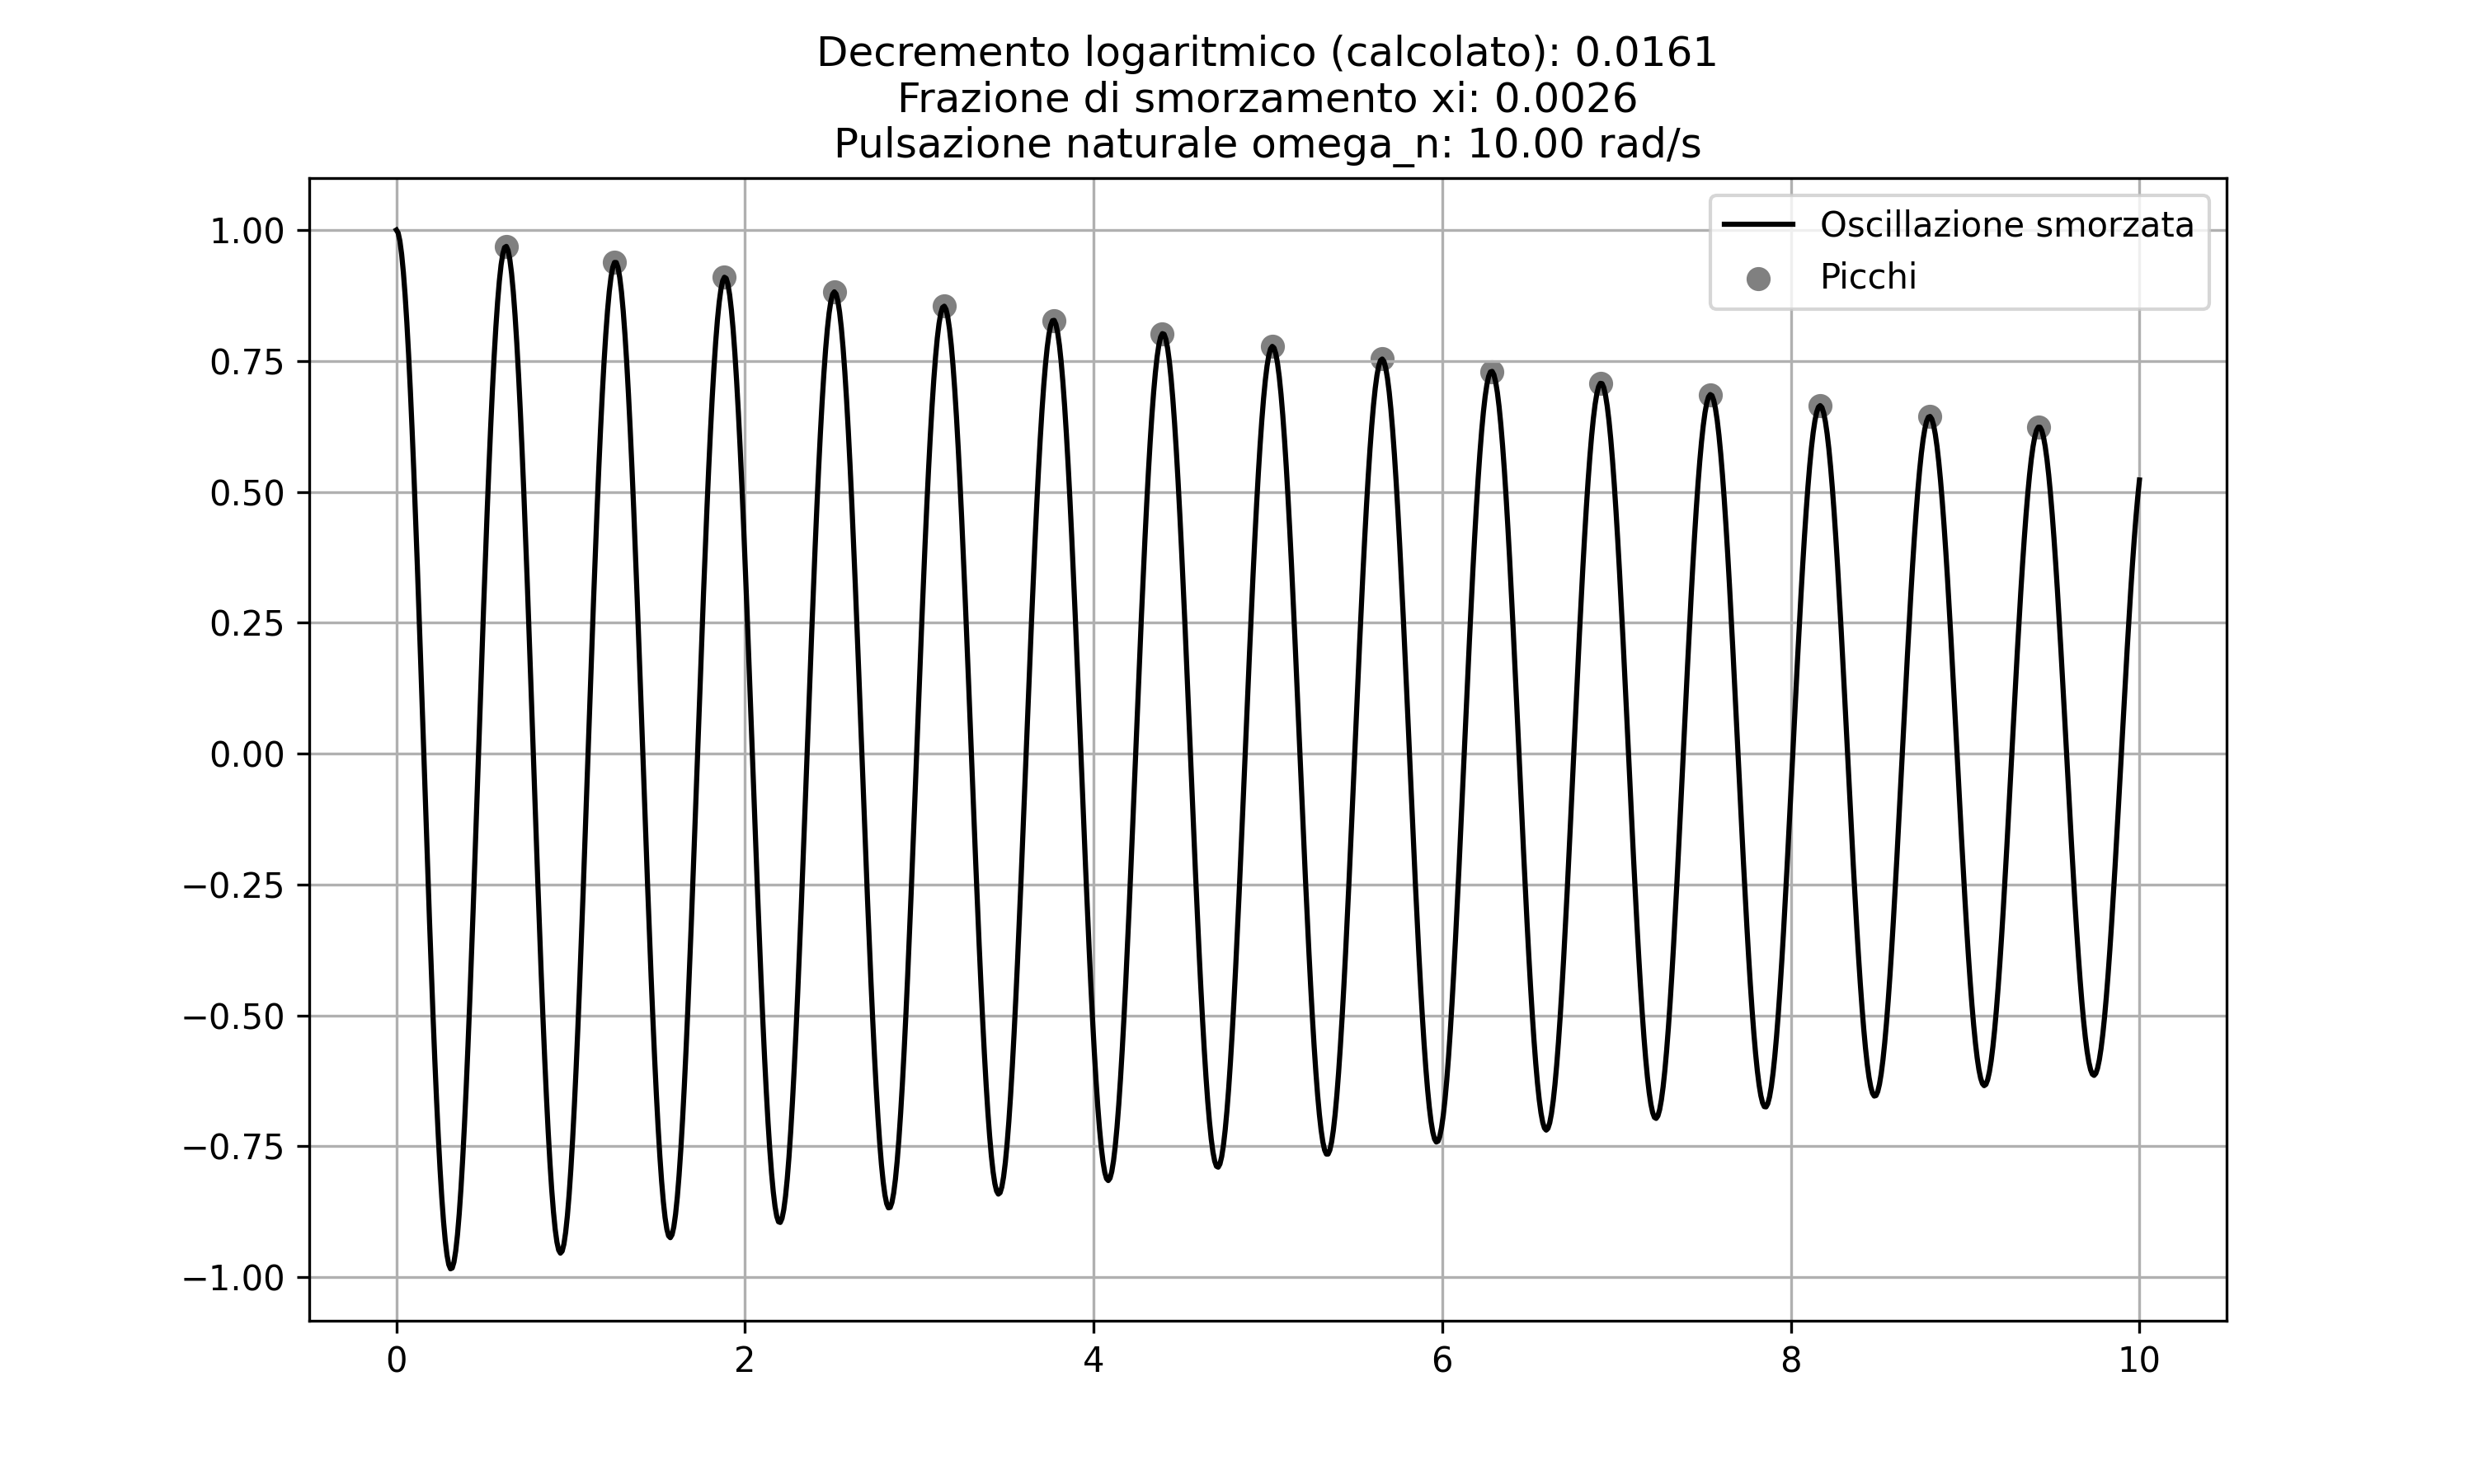 Decremento logaritmico (calcolato): 0.0161
Frazione di smorzamento xi: 0.0026
Pulsazione naturale omega_n: 10.00 rad/s
Oscillazione smorzata
Picchi
1.00
0.75
0.50
0.25
0.00
−0.25
−0.50
−0.75
−1.00
0 2 4 6 8 10